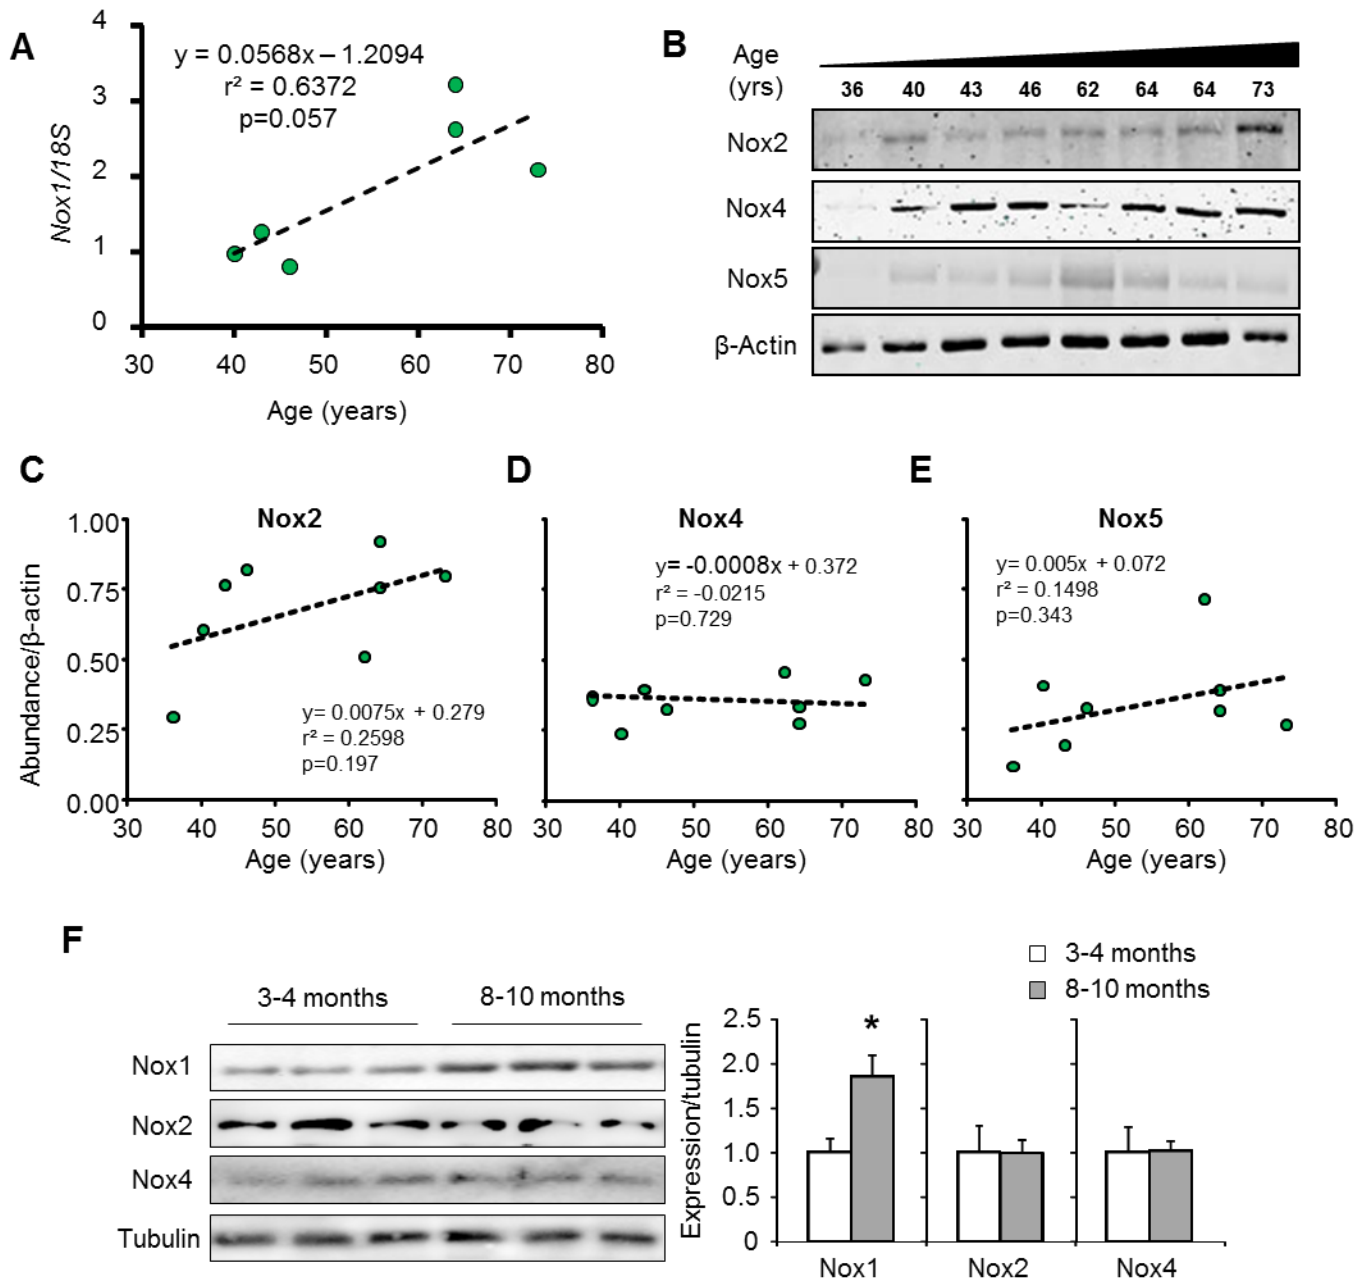 A
y = 0.0568x – 1.2094
r² = 0.6372
p=0.057
Nox1/18S
4
3
2
1
0
30 40 50 60 70 80
Age (years)
B
Age
(yrs)
36 40 43 46 62 64 64 73
Nox2
Nox4
Nox5
β-Actin
C
Nox2
Abundance/β-actin
1.00
0.75
0.50
0.25
0.00
y= 0.0075x + 0.279
r² = 0.2598
p=0.197
30 40 50 60 70 80
Age (years)
D
Nox4
y= -0.0008x + 0.372
r² = -0.0215
p=0.729
30 40 50 60 70 80
Age (years)
E
Nox5
y= 0.005x + 0.072
r² = 0.1498
p=0.343
30 40 50 60 70 80
Age (years)
F
3-4 months 8-10 months
Nox1
Nox2
Nox4
Tubulin
3-4 months
8-10 months
Expression/tubulin
2.5
2.0
1.5
1.0
0.5
0
*
Nox1 Nox2 Nox4